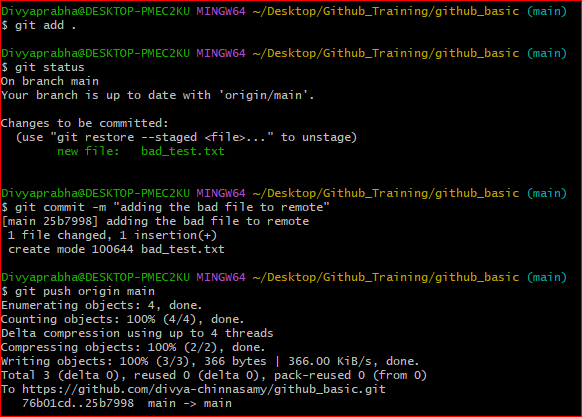 Divyaprabha@DESKTOP-PMEC2KU MINGW64 ~/Desktop/Github_Training/github_basic (main)
$ git add .
Divyaprabha@DESKTOP-PMEC2KU MINGW64 ~/Desktop/Github_Training/github_basic (main)
$ git status
On branch main
Your branch is up to date with 'origin/main'.
Changes to be committed:
  (use "git restore --staged <file>..." to unstage)
        new file:   bad_test.txt
Divyaprabha@DESKTOP-PMEC2KU MINGW64 ~/Desktop/Github_Training/github_basic (main)
$ git commit -m "adding the bad file to remote"
[main 25b7998] adding the bad file to remote
 1 file changed, 1 insertion(+)
 create mode 100644 bad_test.txt
Divyaprabha@DESKTOP-PMEC2KU MINGW64 ~/Desktop/Github_Training/github_basic (main)
$ git push origin main
Enumerating objects: 4, done.
Counting objects: 100% (4/4), done.
Delta compression using up to 4 threads
Compressing objects: 100% (2/2), done.
Writing objects: 100% (3/3), 366 bytes | 366.00 KiB/s, done.
Total 3 (delta 0), reused 0 (delta 0), pack-reused 0 (from 0)
To https://github.com/divya-chinnasamy/github_basic.git
   76b01cd..25b7998  main -> main